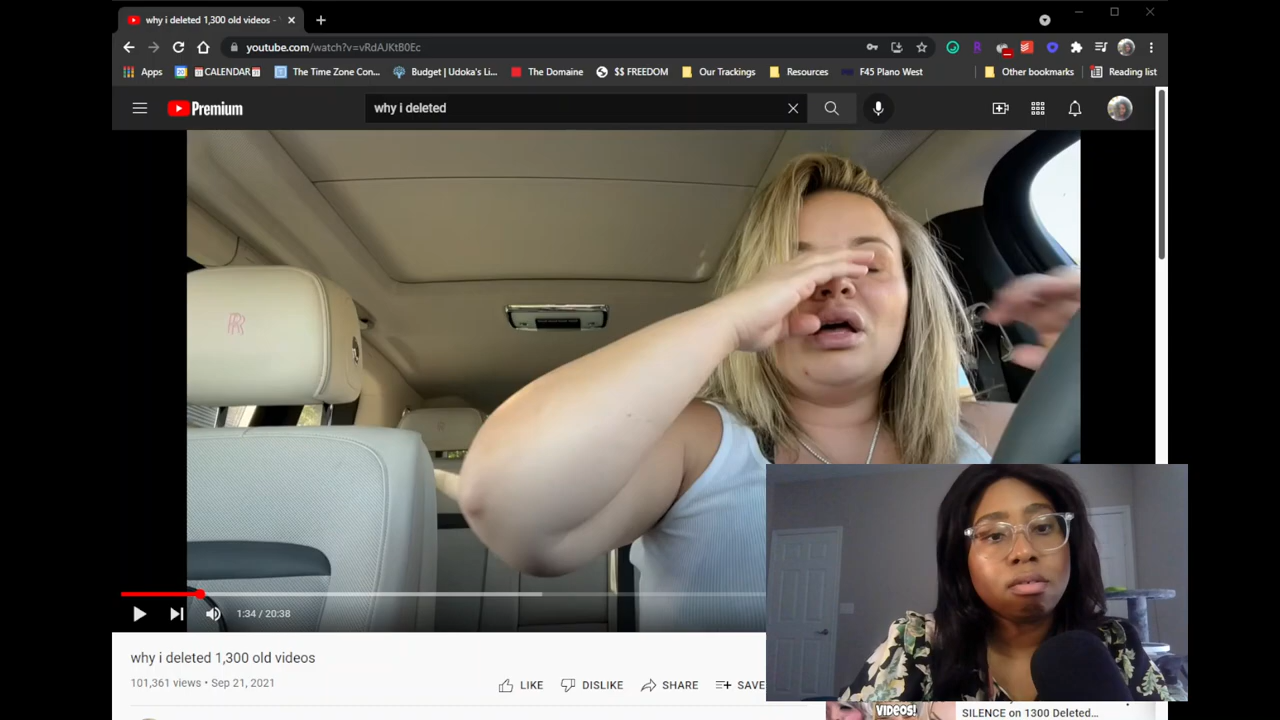 why i deleted 1,300 old videos -
youtube.com/watch?v=vRdAJKtB0Ec
Apps CALENDAR The Time Zone Con... Budget | Udoka's Li... The Domaine $$ FREEDOM Our Trackings Resources F45 Plano West Other bookmarks Reading list
Premium why i deleted
1:34 / 20:38
why i deleted 1,300 old videos
101,361 views • Sep 21, 2021
LIKE DISLIKE SHARE SAVE
VIDEOS!
SILENCE on 1300 Deleted...